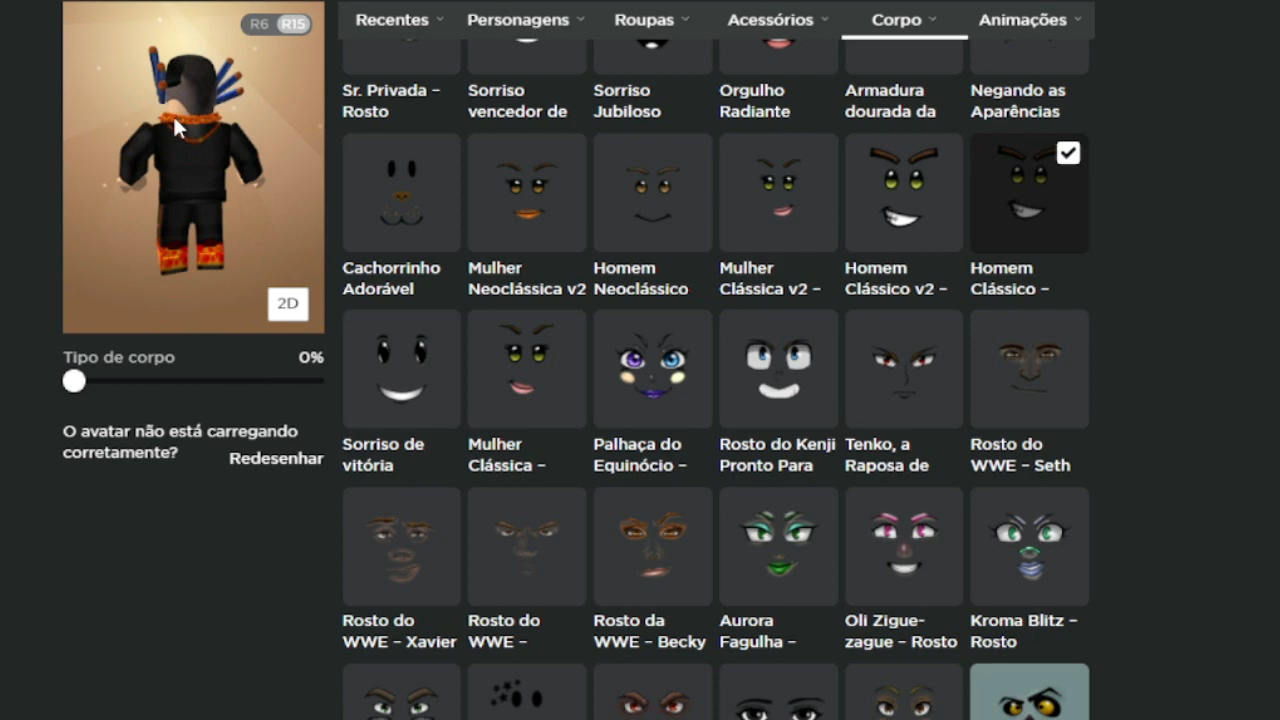 R6 R15
Recentes
Personagens
Roupas
Acessórios
Corpo
Animações
2D
Tipo de corpo
0%
O avatar não está carregando
corretamente?
Redesenhar
Sr. Privada –
Rosto
Sorriso
vencedor de
Sorriso
Jubiloso
Orgulho
Radiante
Armadura
dourada da
Negando as
Aparências
Cachorrinho
Adorável
Mulher
Neoclássica v2
Homem
Neoclássico
Mulher
Clássica v2 –
Homem
Clássico v2 –
Homem
Clássico –
Sorriso de
vitória
Mulher
Clássica –
Palhaça do
Equinócio –
Rosto do Kenji
Pronto Para
Tenko, a
Raposa de
Rosto do
WWE – Seth
Rosto do
WWE – Xavier
Rosto do
WWE –
Rosto da
WWE – Becky
Aurora
Fagulha –
Oli Zigue-
zague – Rosto
Kroma Blitz –
Rosto